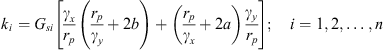 k_i = G_{si}\left[\frac{\gamma_x}{r_p}\left(\frac{r_p}{\gamma_y} + 2b\right) + \left(\frac{r_p}{\gamma_x} + 2a\right)\frac{\gamma_y}{r_p}\right]; \quad i = 1, 2, \ldots, n